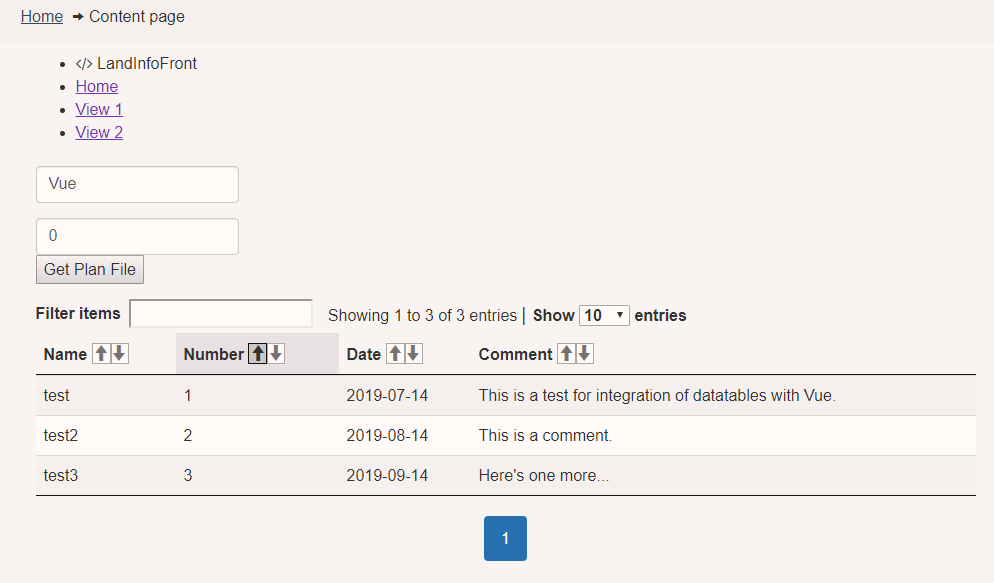 Home ➞ Content page
</> LandInfoFront
Home
View 1
View 2
Vue
0
Get Plan File
Filter items Showing 1 to 3 of 3 entries | Show 10 entries
Name Number Date Comment
test 1 2019-07-14 This is a test for integration of datatables with Vue.
test2 2 2019-08-14 This is a comment.
test3 3 2019-09-14 Here's one more...
1